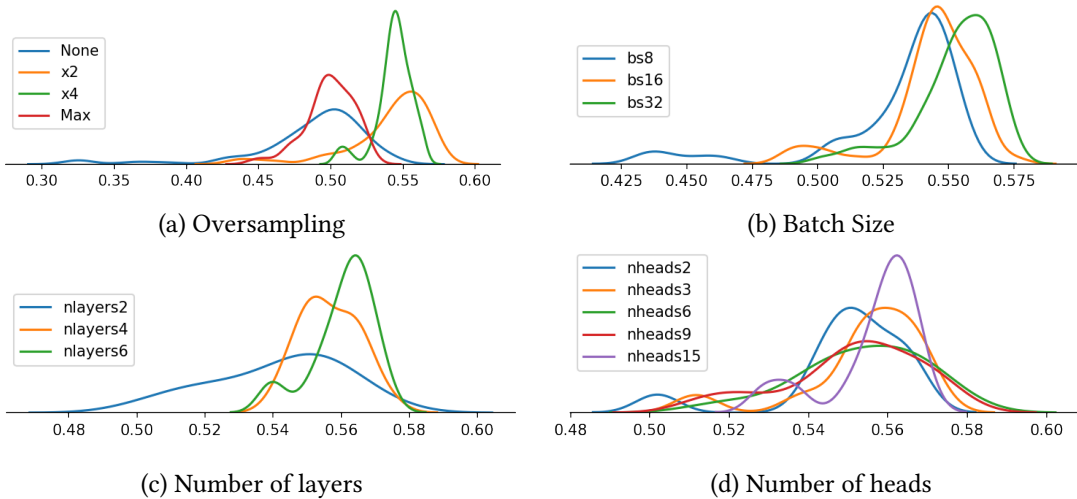 None
x2
x4
Max
0.30 0.35 0.40 0.45 0.50 0.55 0.60
(a) Oversampling
bs8
bs16
bs32
0.425 0.450 0.475 0.500 0.525 0.550 0.575
(b) Batch Size
nlayers2
nlayers4
nlayers6
0.48 0.50 0.52 0.54 0.56 0.58 0.60
(c) Number of layers
nheads2
nheads3
nheads6
nheads9
nheads15
0.48 0.50 0.52 0.54 0.56 0.58 0.60
(d) Number of heads